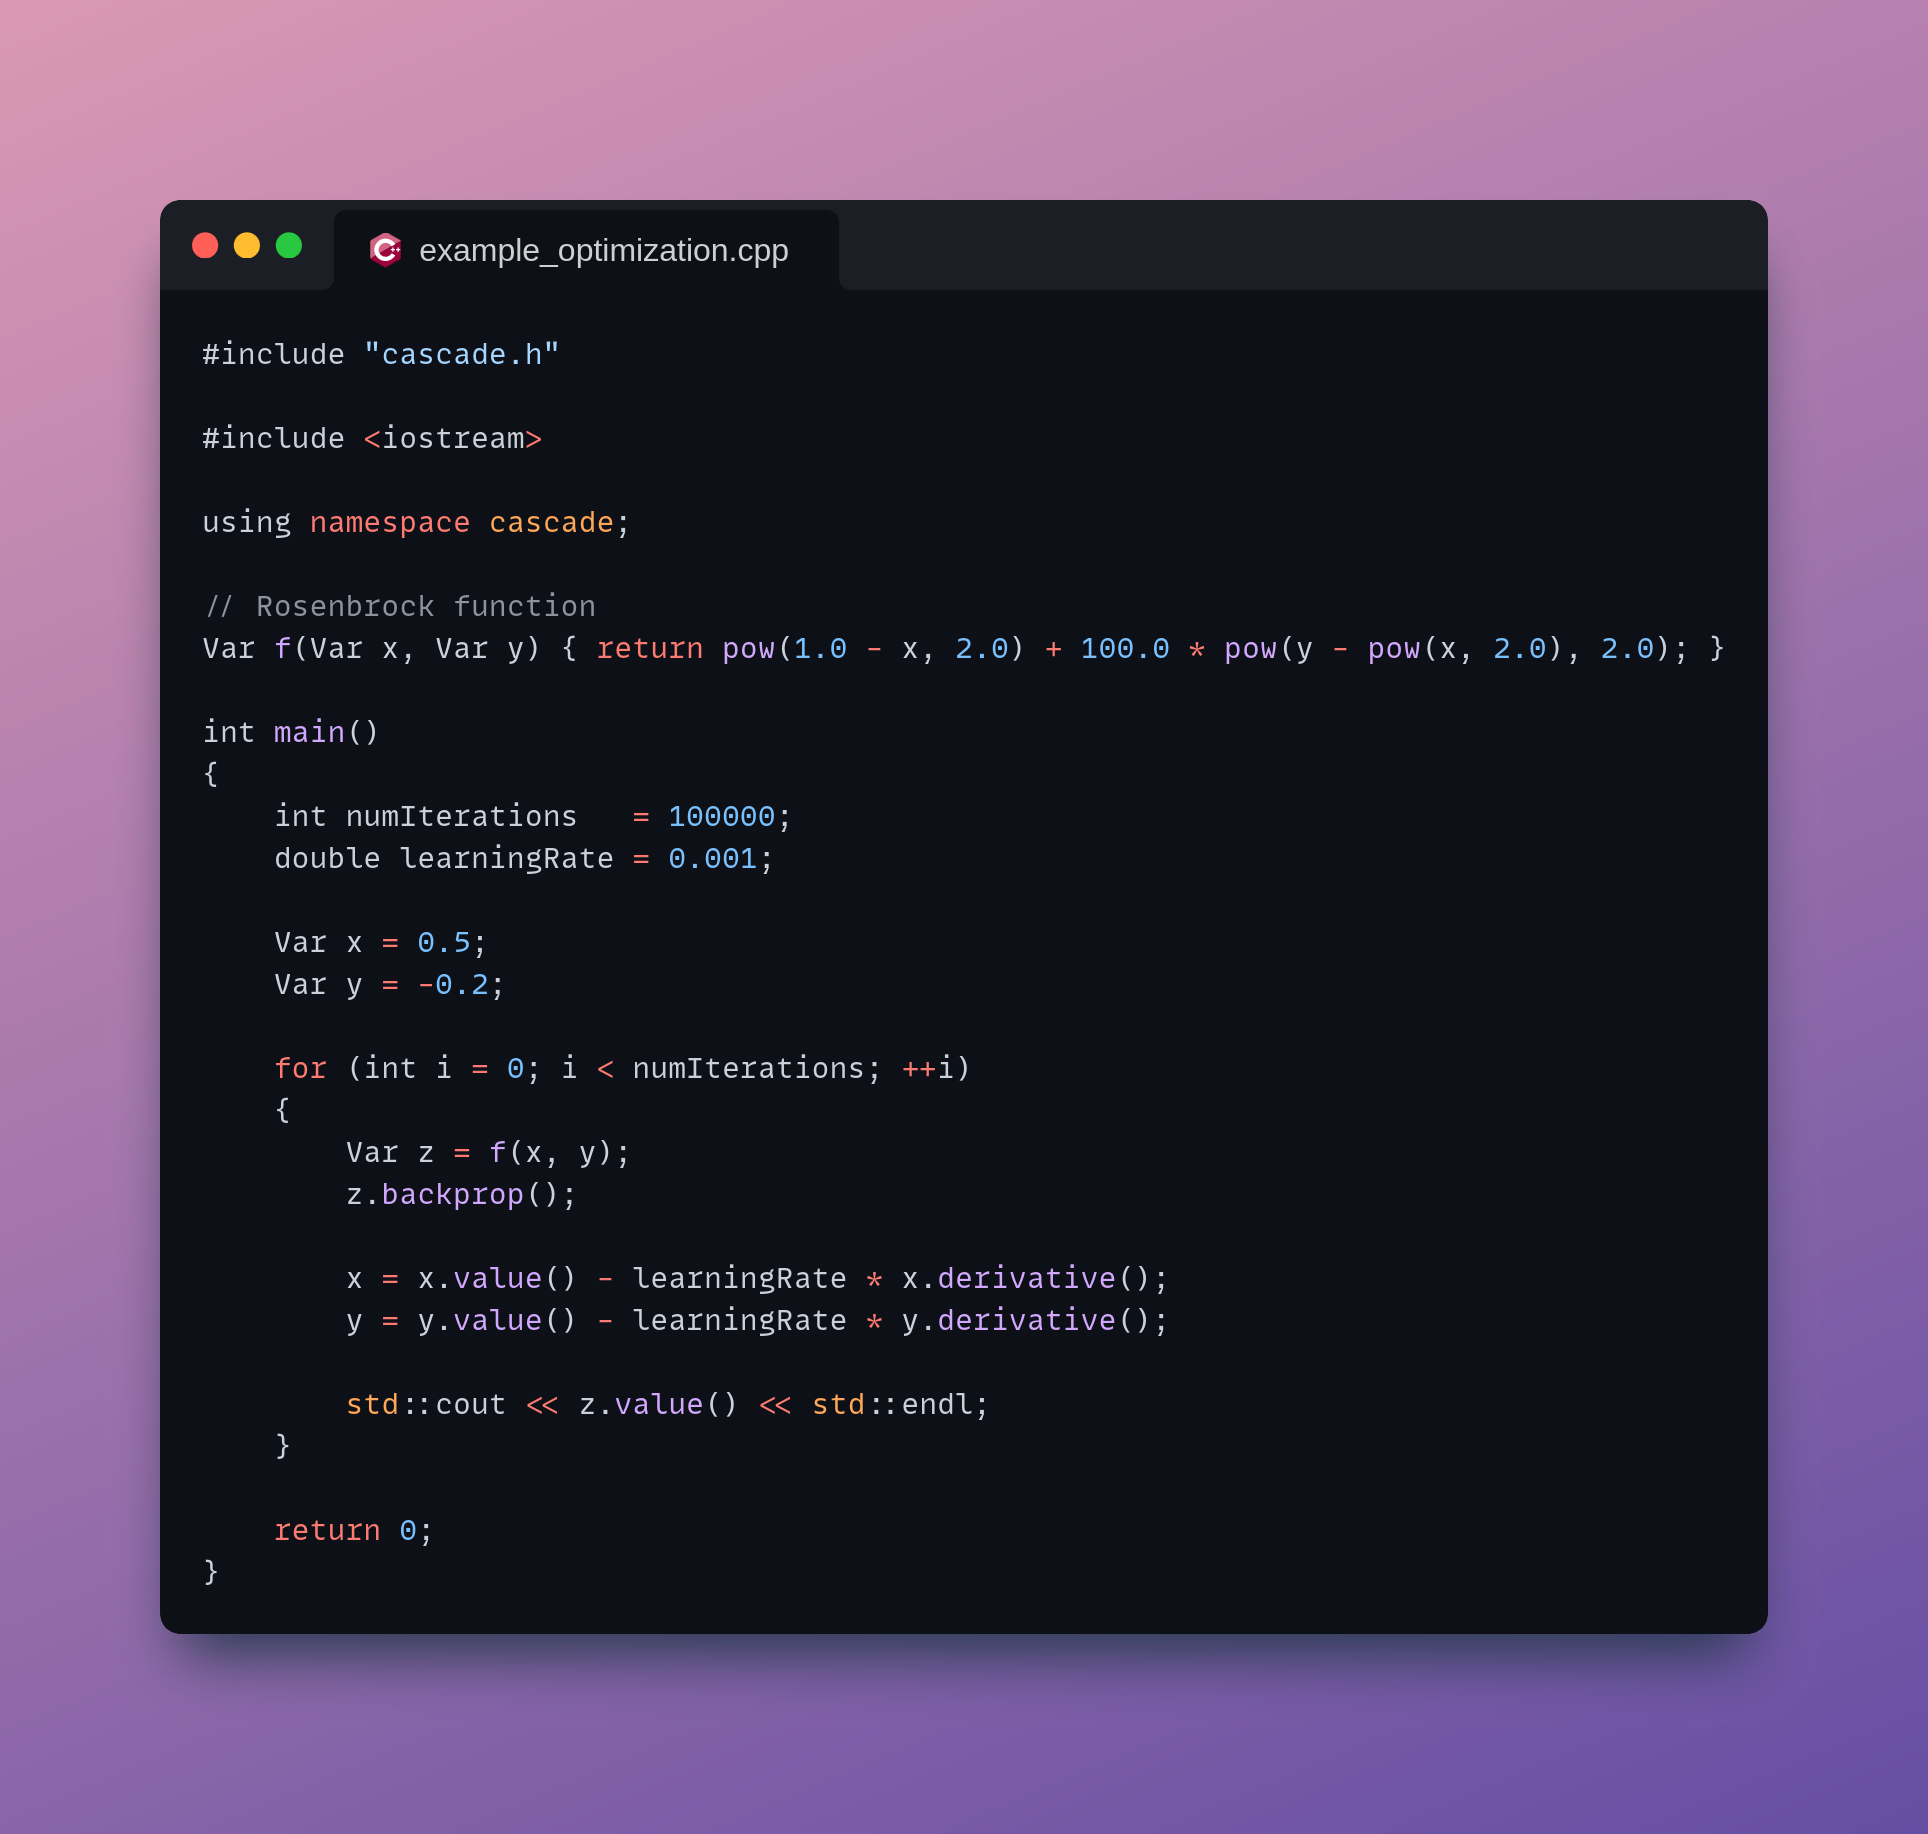 example_optimization.cpp
#include "cascade.h"
#include <iostream>
using namespace cascade;
// Rosenbrock function
Var f(Var x, Var y) { return pow(1.0 - x, 2.0) + 100.0 * pow(y - pow(x, 2.0), 2.0); }
int main()
{
    int numIterations   = 100000;
    double learningRate = 0.001;
    Var x = 0.5;
    Var y = -0.2;
    for (int i = 0; i < numIterations; ++i)
    {
        Var z = f(x, y);
        z.backprop();
        x = x.value() - learningRate * x.derivative();
        y = y.value() - learningRate * y.derivative();
        std::cout << z.value() << std::endl;
    }
    return 0;
}